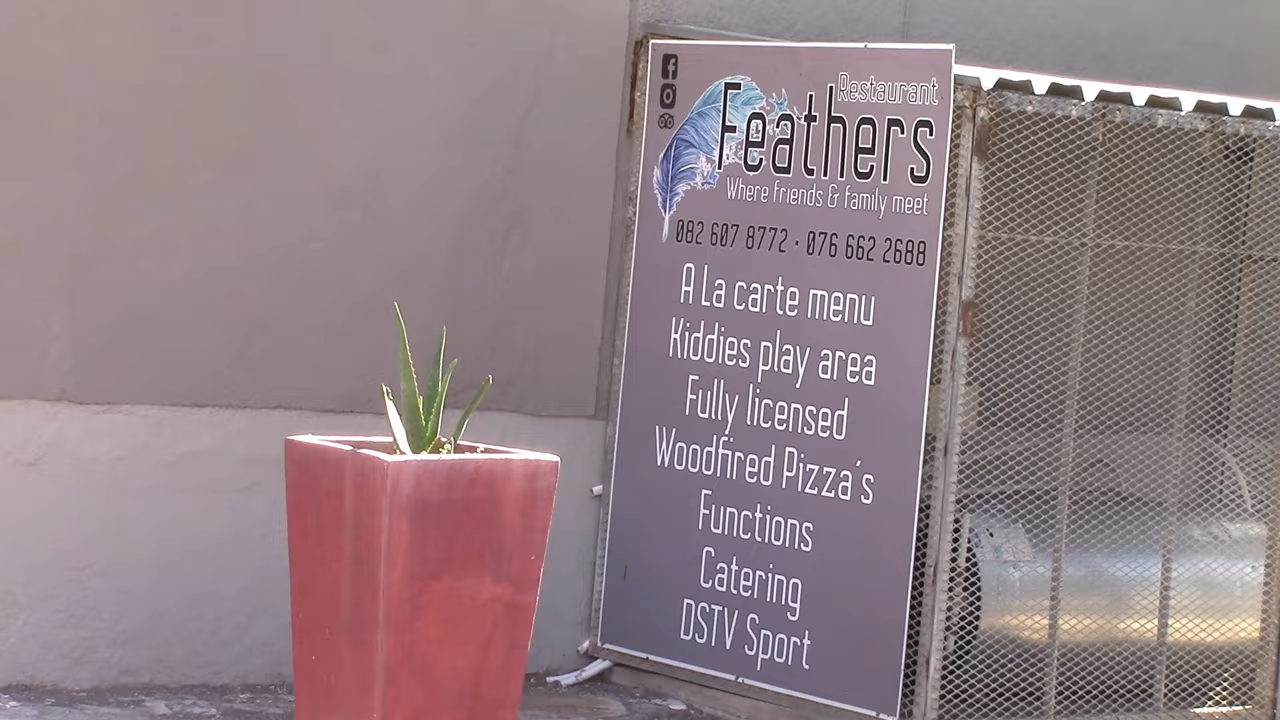 Restaurant
Feathers
Where friends & family meet
082 607 8772 • 076 662 2688
A La carte menu
Kiddies play area
Fully licensed
Woodfired Pizza's
Functions
Catering
DSTV Sport